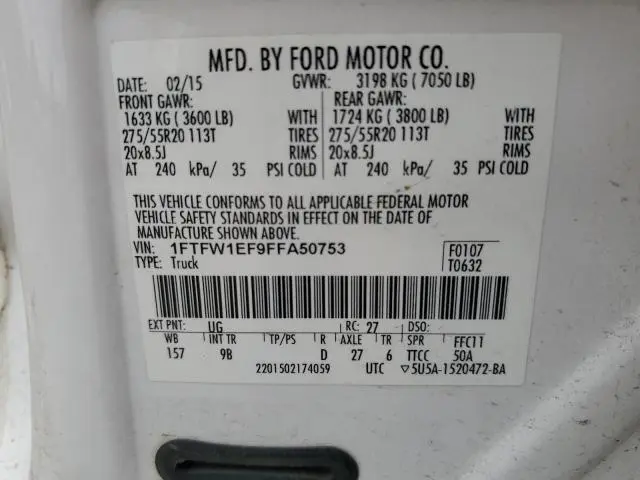 MFD. BY FORD MOTOR CO.
DATE: 02/15 GVWR: 3198 KG ( 7050 LB)
FRONT GAWR: REAR GAWR:
1633 KG ( 3600 LB) WITH 1724 KG ( 3800 LB) WITH
275/55R20 113T TIRES 275/55R20 113T TIRES
20x8.5J RIMS 20x8.5J RIMS
AT 240 kPa/ 35 PSI COLD AT 240 kPa/ 35 PSI COLD
THIS VEHICLE CONFORMS TO ALL APPLICABLE FEDERAL MOTOR
VEHICLE SAFETY STANDARDS IN EFFECT ON THE DATE OF
MANUFACTURE SHOWN ABOVE.
VIN: 1FTFW1EF9FFA50753 F0107
TYPE: Truck T0632
EXT PNT: UG RC: 27 DSO:
WB INT TR TP/PS R AXLE TR SPR FFC11
157 9B D 27 6 TTCC 50A
2201502174059 UTC ▽5U5A-1520472-BA